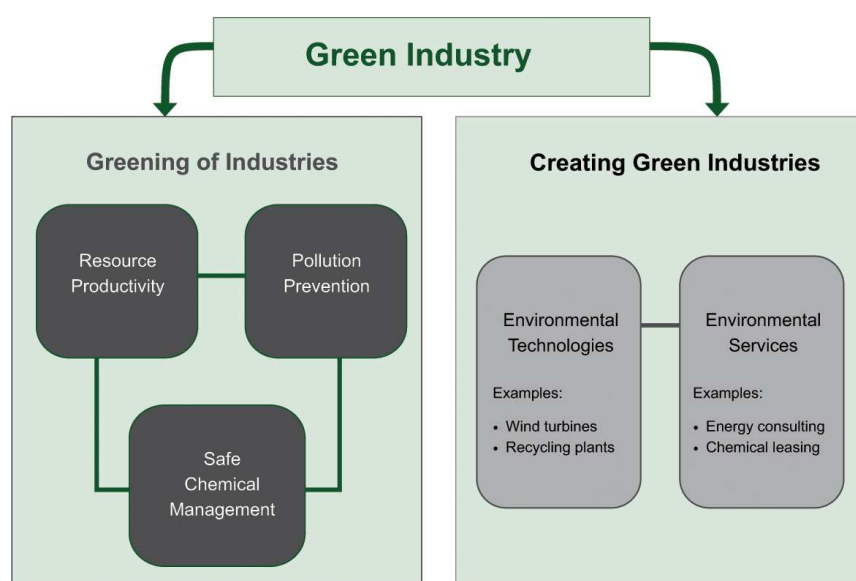 Green Industry
Greening of Industries
Resource
Productivity
Pollution
Prevention
Safe
Chemical
Management
Creating Green Industries
Environmental
Technologies
Examples:
• Wind turbines
• Recycling plants
Environmental
Services
Examples:
• Energy consulting
• Chemical leasing